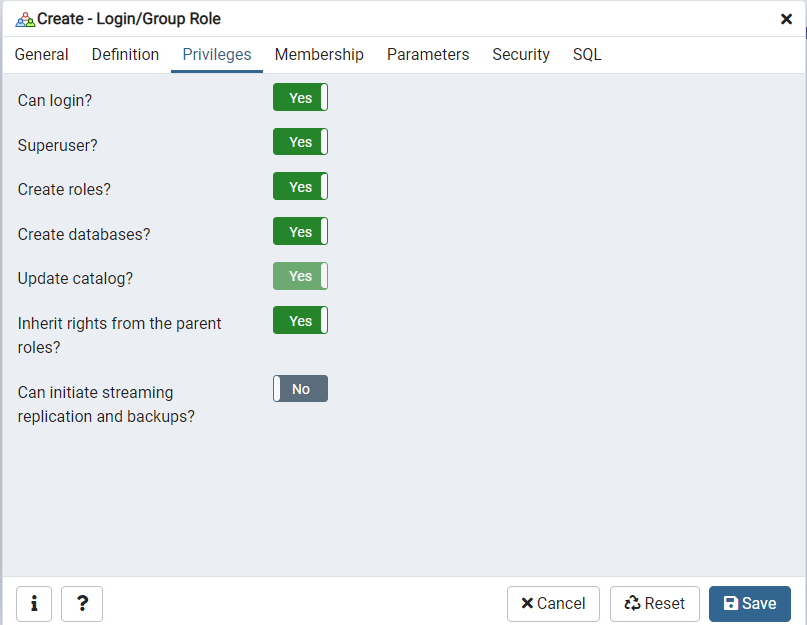 Create - Login/Group Role
General Definition Privileges Membership Parameters Security SQL
Can login? Yes
Superuser? Yes
Create roles? Yes
Create databases? Yes
Update catalog? Yes
Inherit rights from the parent
roles? Yes
Can initiate streaming
replication and backups? No
i ? Cancel Reset Save